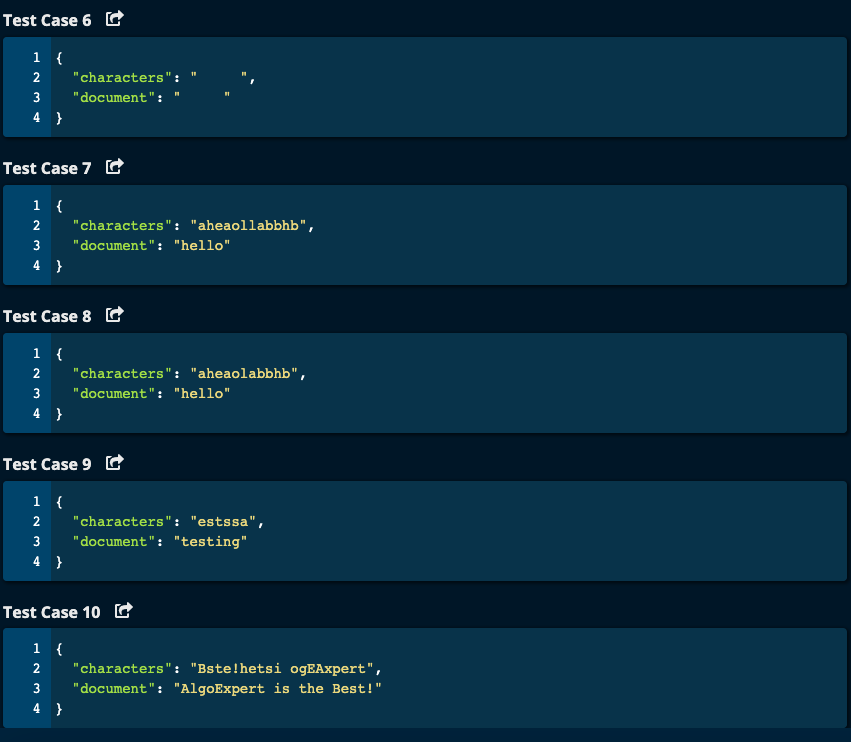 Test Case 6
1 {
2   "characters": "     ",
3   "document": "     "
4 }
Test Case 7
1 {
2   "characters": "aheaollabbhb",
3   "document": "hello"
4 }
Test Case 8
1 {
2   "characters": "aheaolabbhb",
3   "document": "hello"
4 }
Test Case 9
1 {
2   "characters": "estssa",
3   "document": "testing"
4 }
Test Case 10
1 {
2   "characters": "Bste!hetsi ogEAxpert",
3   "document": "AlgoExpert is the Best!"
4 }